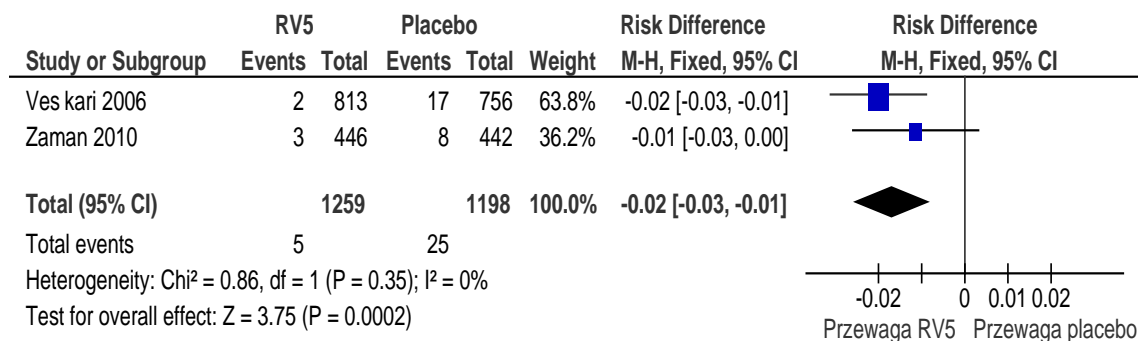 RV5 Placebo Risk Difference Risk Difference
Study or Subgroup Events Total Events Total Weight M-H, Fixed, 95% CI M-H, Fixed, 95% CI
Ves kari 2006 2 813 17 756 63.8% -0.02 [-0.03, -0.01]
Zaman 2010 3 446 8 442 36.2% -0.01 [-0.03, 0.00]
Total (95% CI) 1259 1198 100.0% -0.02 [-0.03, -0.01]
Total events 5 25
Heterogeneity: Chi² = 0.86, df = 1 (P = 0.35); I² = 0%
Test for overall effect: Z = 3.75 (P = 0.0002)
-0.02 0 0.01 0.02
Przewaga RV5 Przewaga placebo